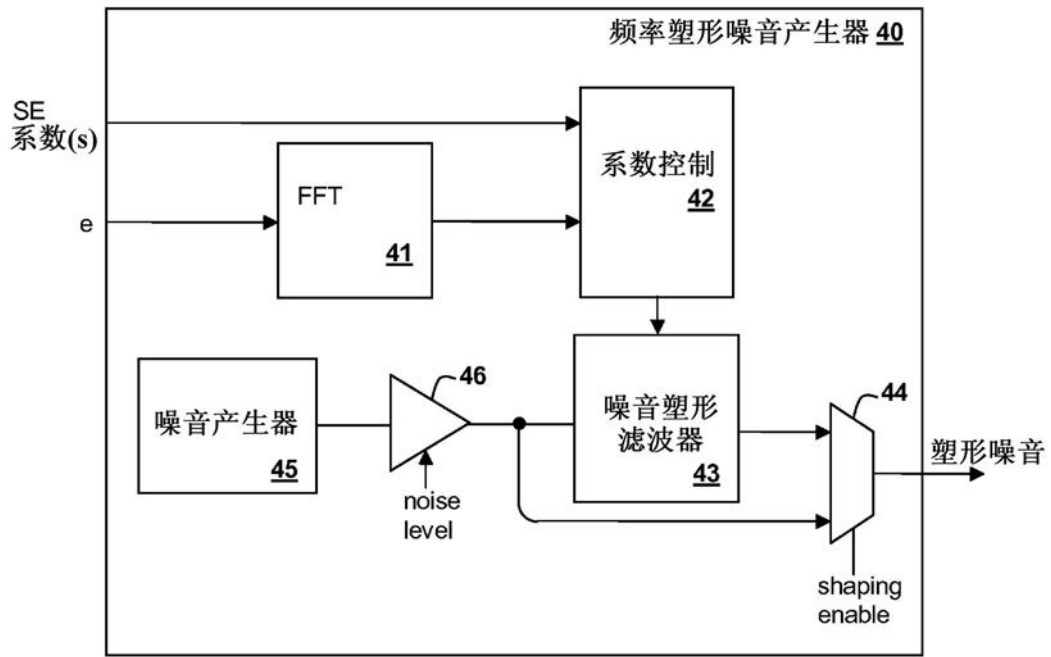 频率塑形噪音产生器 40
SE
系数(s)
系数控制
42
FFT
41
e
46
噪音产生器
45
噪音塑形
滤波器
43
44
塑形噪音
noise
level
shaping
enable